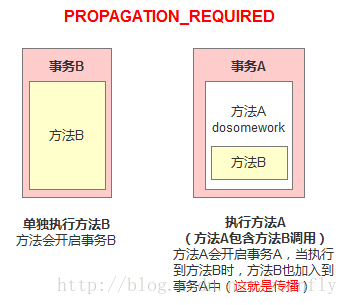 PROPAGATION_REQUIRED
事务B
方法B
单独执行方法B
方法会开启事务B
事务A
方法A
dosomework
方法B
执行方法A
（方法A包含方法B调用）
方法A会开启事务A，当执
行到方法B时，方法B也加入到
事务A中（这就是传播）
http://blog.
fly